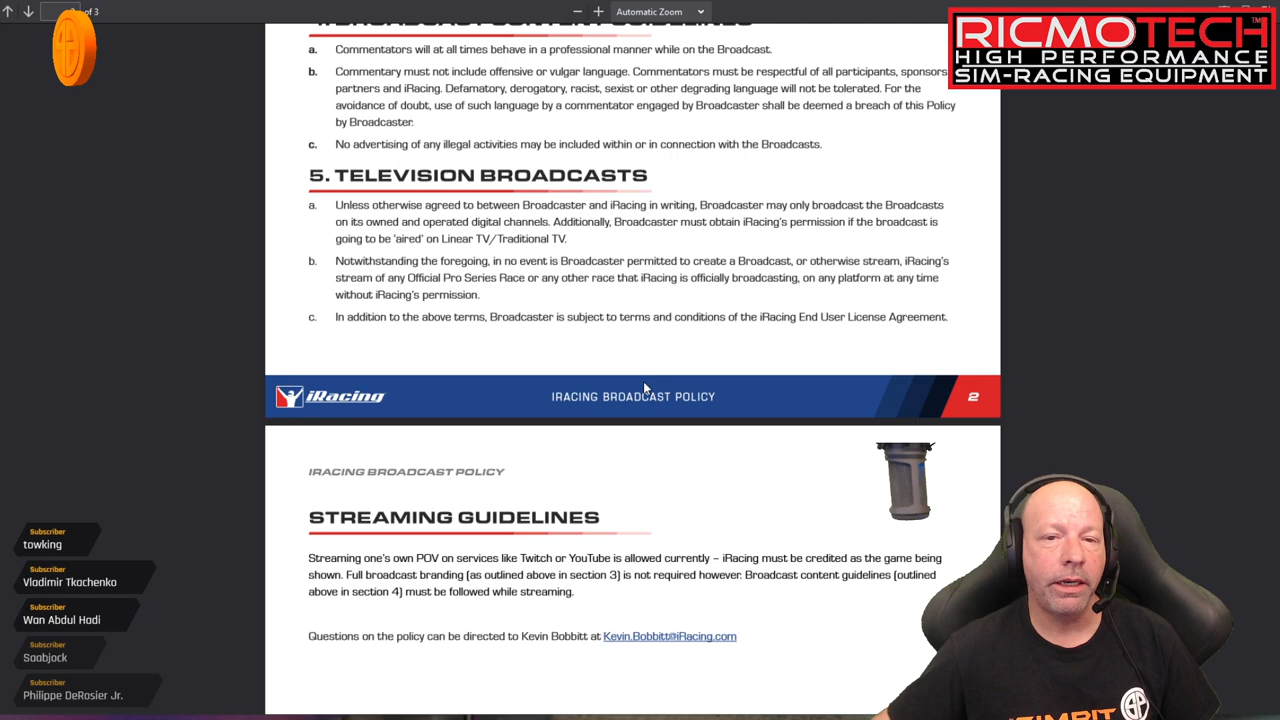 of 3
Automatic Zoom
RICMOTECH™
HIGH PERFORMANCE
SIM-RACING EQUIPMENT
BROADCAST CONTENT GUIDELINES
a. Commentators will at all times behave in a professional manner while on the Broadcast.
b. Commentary must not include offensive or vulgar language. Commentators must be respectful of all participants, sponsors,
partners and iRacing. Defamatory, derogatory, racist, sexist or other degrading language will not be tolerated. For the
avoidance of doubt, use of such language by a commentator engaged by Broadcaster shall be deemed a breach of this Policy
by Broadcaster.
c. No advertising of any illegal activities may be included within or in connection with the Broadcasts.
5. TELEVISION BROADCASTS
a. Unless otherwise agreed to between Broadcaster and iRacing in writing, Broadcaster may only broadcast the Broadcasts
on its owned and operated digital channels. Additionally, Broadcaster must obtain iRacing's permission if the broadcast is
going to be 'aired' on Linear TV/Traditional TV.
b. Notwithstanding the foregoing, in no event is Broadcaster permitted to create a Broadcast, or otherwise stream, iRacing's
stream of any Official Pro Series Race or any other race that iRacing is officially broadcasting, on any platform at any time
without iRacing's permission.
c. In addition to the above terms, Broadcaster is subject to terms and conditions of the iRacing End User License Agreement.
iRacing
IRACING BROADCAST POLICY
2
IRACING BROADCAST POLICY
STREAMING GUIDELINES
Streaming one's own POV on services like Twitch or YouTube is allowed currently – iRacing must be credited as the game being
shown. Full broadcast branding (as outlined above in section 3) is not required however. Broadcast content guidelines (outlined
above in section 4) must be followed while streaming.
Questions on the policy can be directed to Kevin Bobbitt at Kevin.Bobbitt@iRacing.com
Subscriber
towking
Subscriber
Vladimir Tkachenko
Subscriber
Wan Abdul Hadi
Subscriber
Saabjock
Subscriber
Philippe DeRosier Jr.